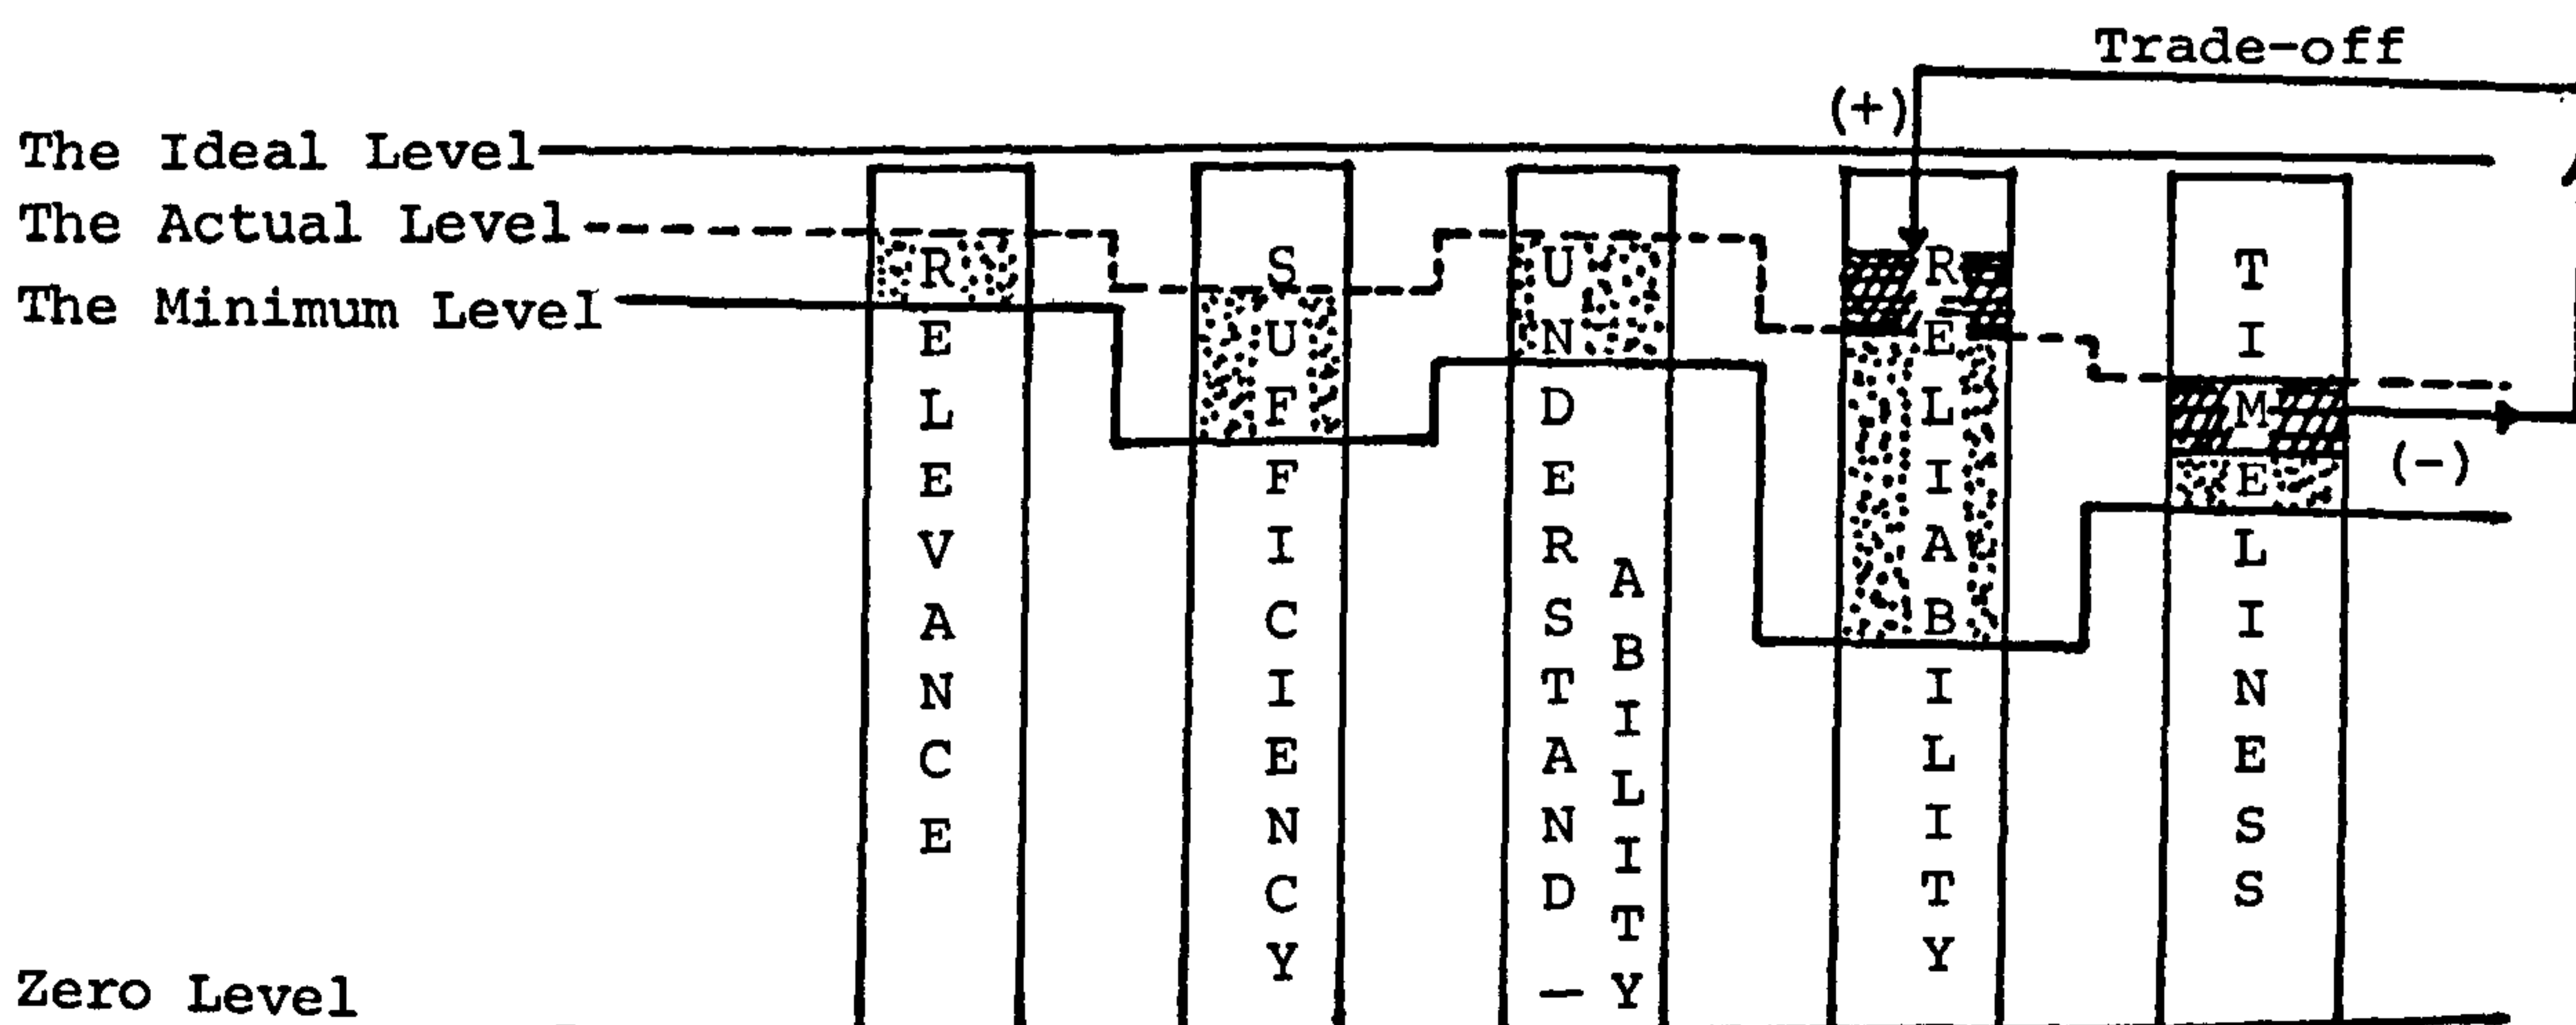 Trade-off
(+)
The Ideal Level
The Actual Level
The Minimum Level
RELEVANCE
SUFFICIENCY
UNDERSTAND-
ABILITY
RELIABILITY
TIMELINESS
(-)
Zero Level